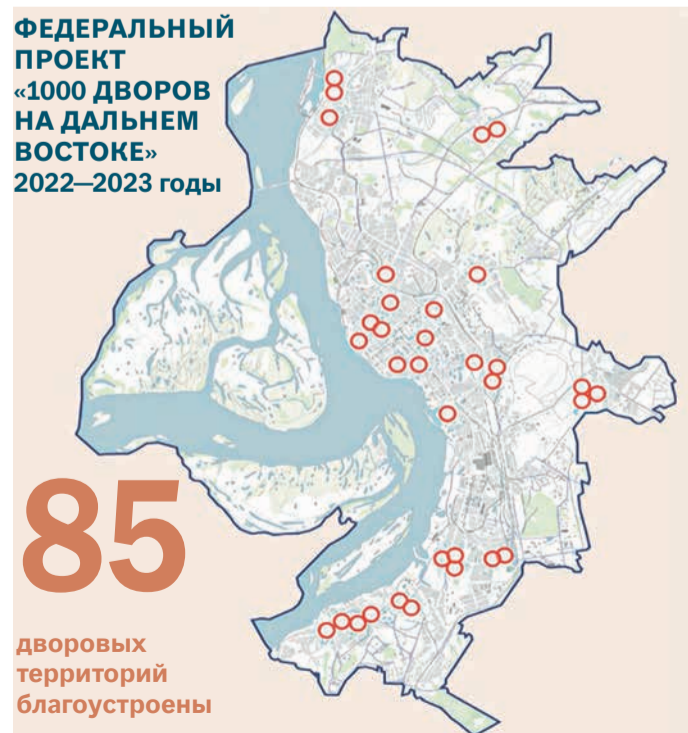 ФЕДЕРАЛЬНЫЙ
ПРОЕКТ
«1000 ДВОРОВ
НА ДАЛЬНЕМ
ВОСТОКЕ»
2022—2023 годы
85
дворовых
территорий
благоустроены